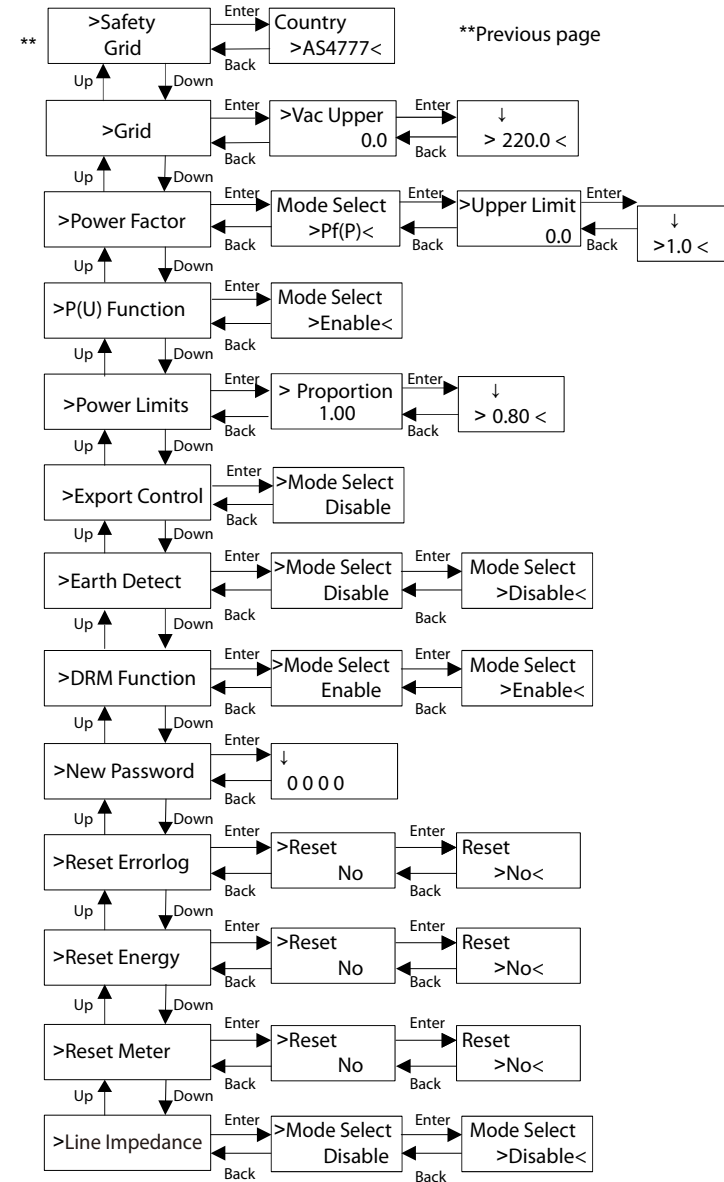 **
>Safety
Grid
Enter
Back
Country
>AS4777<
**Previous page
Up
Down
>Grid
Enter
Back
>Vac Upper
0.0
Enter
Back
↓
> 220.0 <
Up
Down
>Power Factor
Enter
Back
Mode Select
>Pf(P)<
Enter
Back
>Upper Limit
0.0
Enter
Back
↓
>1.0 <
Up
Down
>P(U) Function
Enter
Back
Mode Select
>Enable<
Up
Down
>Power Limits
Enter
Back
> Proportion
1.00
Enter
Back
↓
> 0.80 <
Up
Down
>Export Control
Enter
Back
>Mode Select
Disable
Up
Down
>Earth Detect
Enter
Back
>Mode Select
Disable
Enter
Back
Mode Select
>Disable<
Up
Down
>DRM Function
Enter
Back
>Mode Select
Enable
Enter
Back
Mode Select
>Enable<
Up
Down
>New Password
Enter
Back
↓
0 0 0 0
Up
Down
>Reset Errorlog
Enter
Back
>Reset
No
Enter
Back
Reset
>No<
Up
Down
>Reset Energy
Enter
Back
>Reset
No
Enter
Back
Reset
>No<
Up
Down
>Reset Meter
Enter
Back
>Reset
No
Enter
Back
Reset
>No<
Up
Down
>Line Impedance
Enter
Back
>Mode Select
Disable
Enter
Back
Mode Select
>Disable<